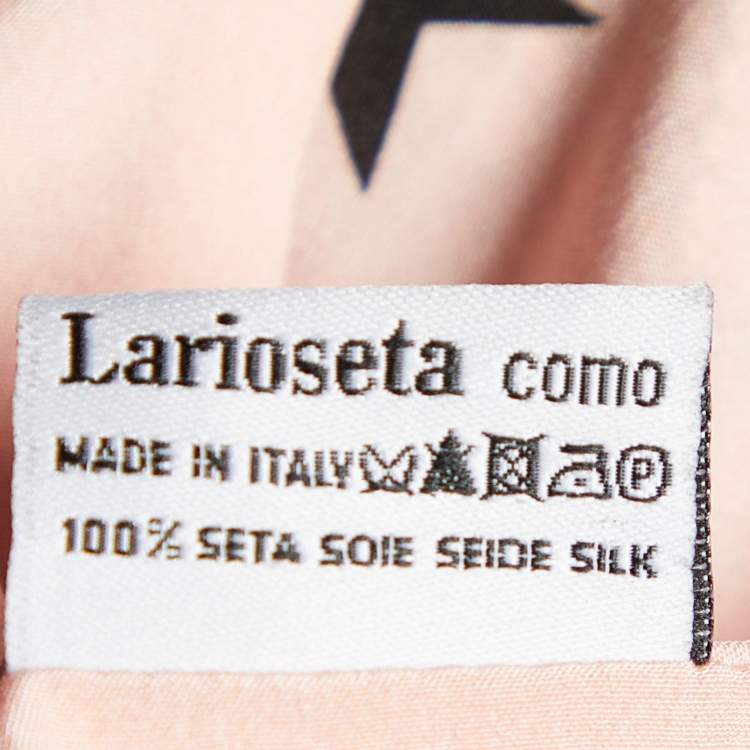 Larioseta como
MADE IN ITALY P
100% SETA SOIE SEIDE SILK